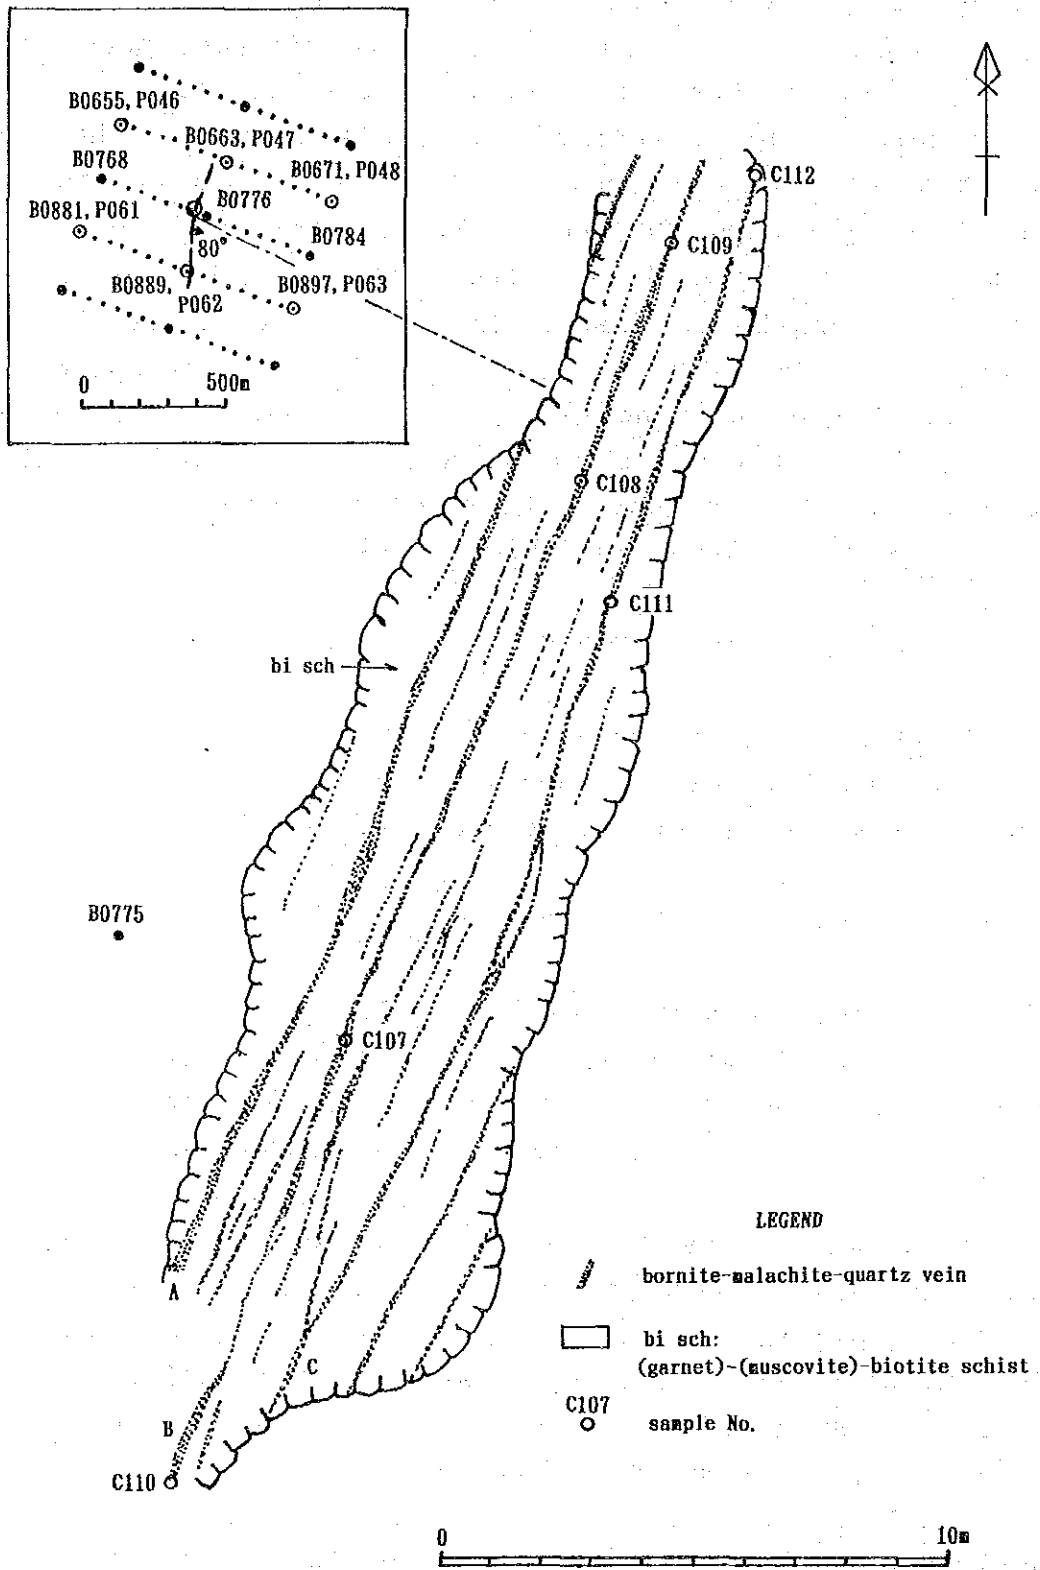 B0655, P046
B0663, P047
B0768
B0671, P048
B0776
B0881, P061
B0784
80°
B0889,
P062
B0897, P063
0 500m
C112
C109
C108
C111
bi sch
B0775
C107
A
C
B
C110
LEGEND
bornite-malachite-quartz vein
bi sch:
(garnet)-(muscovite)-biotite schist
C107
sample No.
0 10m